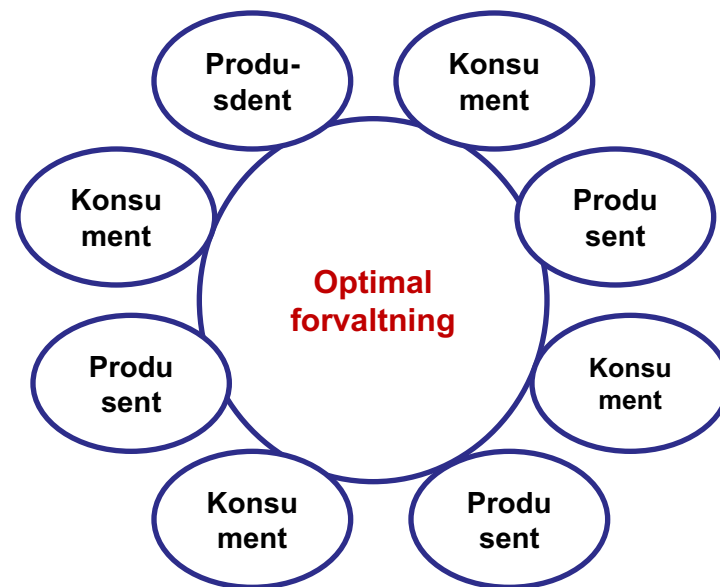 Produ-
sdent
Konsu
ment
Konsu
ment
Produ
sent
Optimal
forvaltning
Produ
sent
Konsu
ment
Konsu
ment
Produ
sent